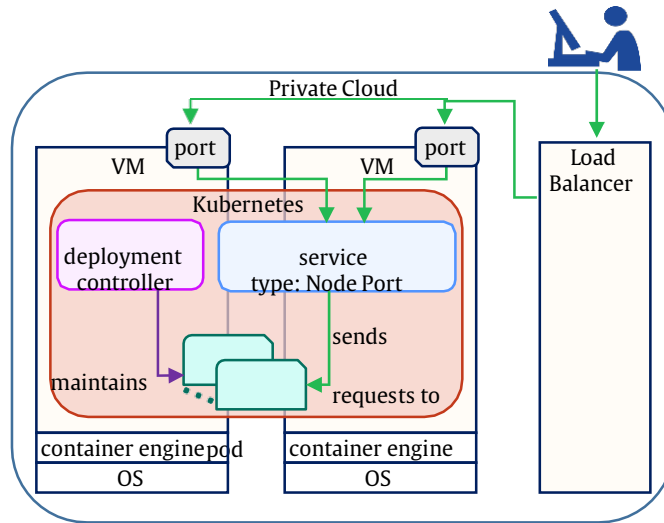 Private Cloud
port
port
VM
VM
Load
Balancer
Kubernetes
deployment
controller
service
type: Node Port
sends
maintains
requests to
container engine
pod
container engine
OS
OS